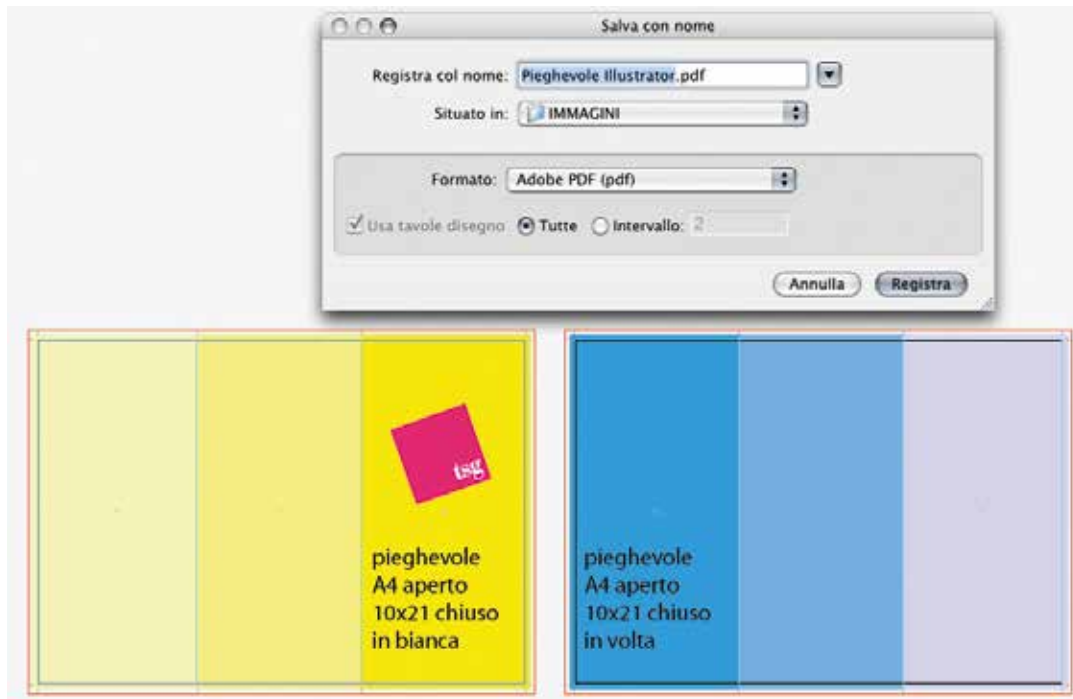 Salva con nome
Registra col nome: Pieghevole Illustrator.pdf
Situato in: IMMAGINI
Formato: Adobe PDF (pdf)
Usa tavole disegno Tutte Intervallo: 2
Annulla Registra
tsg
pieghevole
A4 aperto
10x21 chiuso
in bianca
pieghevole
A4 aperto
10x21 chiuso
in volta